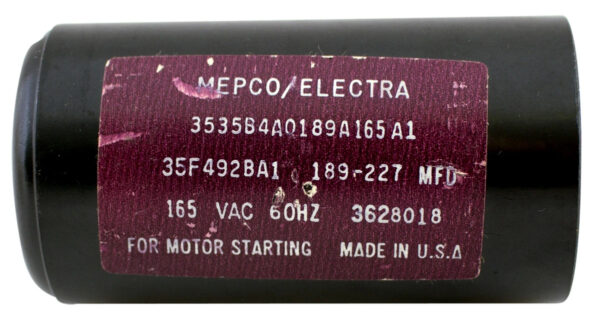 MEPCO/ELECTRA
3535B4A0189A165A1
35F492BA1 189-227 MFD
165 VAC 60HZ 3628018
FOR MOTOR STARTING MADE IN U.S.A